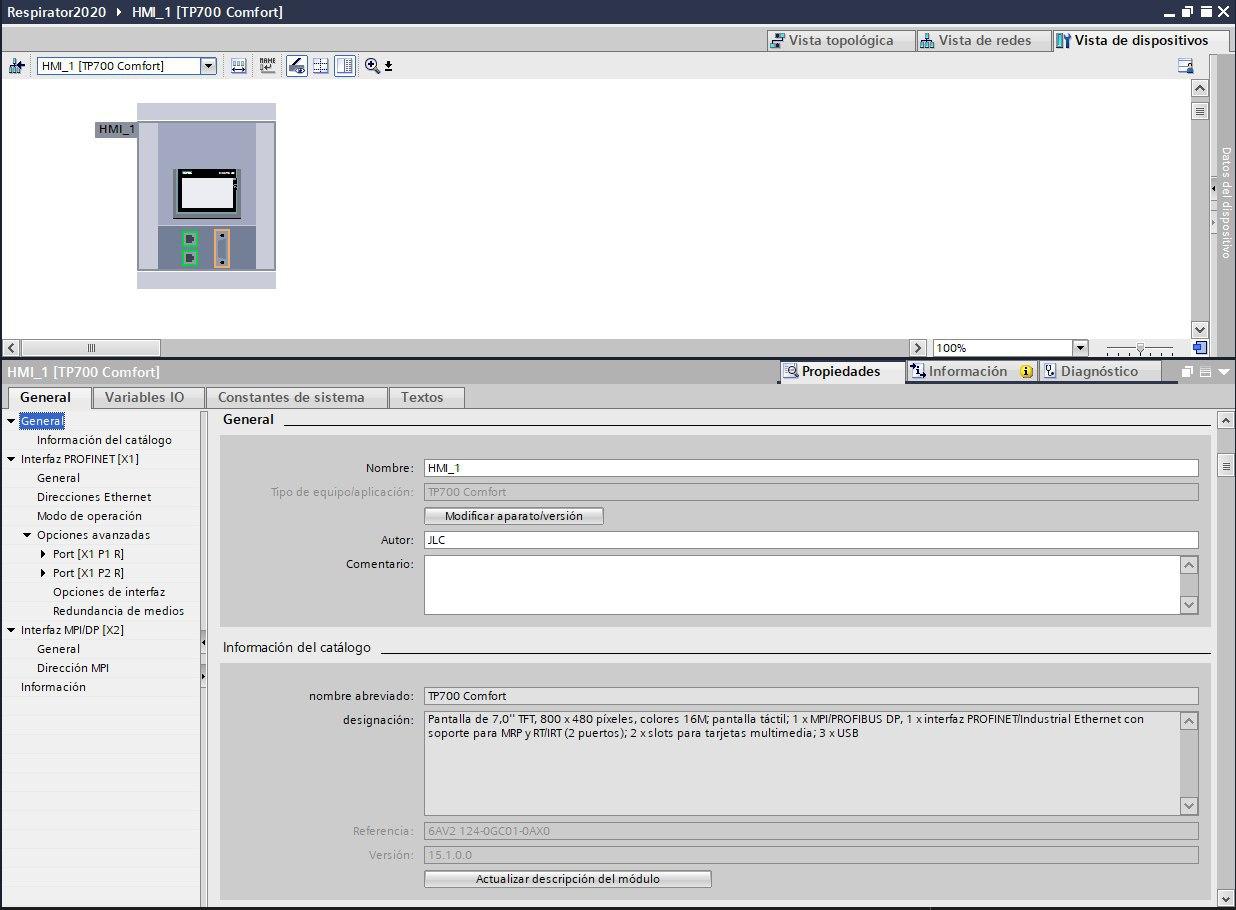 Respirator2020 ▸ HMI_1 [TP700 Comfort]
Vista topológica
Vista de redes
Vista de dispositivos
HMI_1 [TP700 Comfort]
HMI_1
Datos del dispositivo
100%
HMI_1 [TP700 Comfort]
Propiedades
Información
Diagnóstico
General
Variables IO
Constantes de sistema
Textos
General
Información del catálogo
Interfaz PROFINET [X1]
General
Direcciones Ethernet
Modo de operación
Opciones avanzadas
Port [X1 P1 R]
Port [X1 P2 R]
Opciones de interfaz
Redundancia de medios
Interfaz MPI/DP [X2]
General
Dirección MPI
Información
General
Nombre: HMI_1
Tipo de equipo/aplicación: TP700 Comfort
Modificar aparato/versión
Autor: JLC
Comentario:
Información del catálogo
nombre abreviado: TP700 Comfort
designación: Pantalla de 7,0'' TFT, 800 x 480 píxeles, colores 16M; pantalla táctil; 1 x MPI/PROFIBUS DP, 1 x interfaz PROFINET/Industrial Ethernet con
soporte para MRP y RT/IRT (2 puertos); 2 x slots para tarjetas multimedia; 3 x USB
Referencia: 6AV2 124-0GC01-0AX0
Versión: 15.1.0.0
Actualizar descripción del módulo